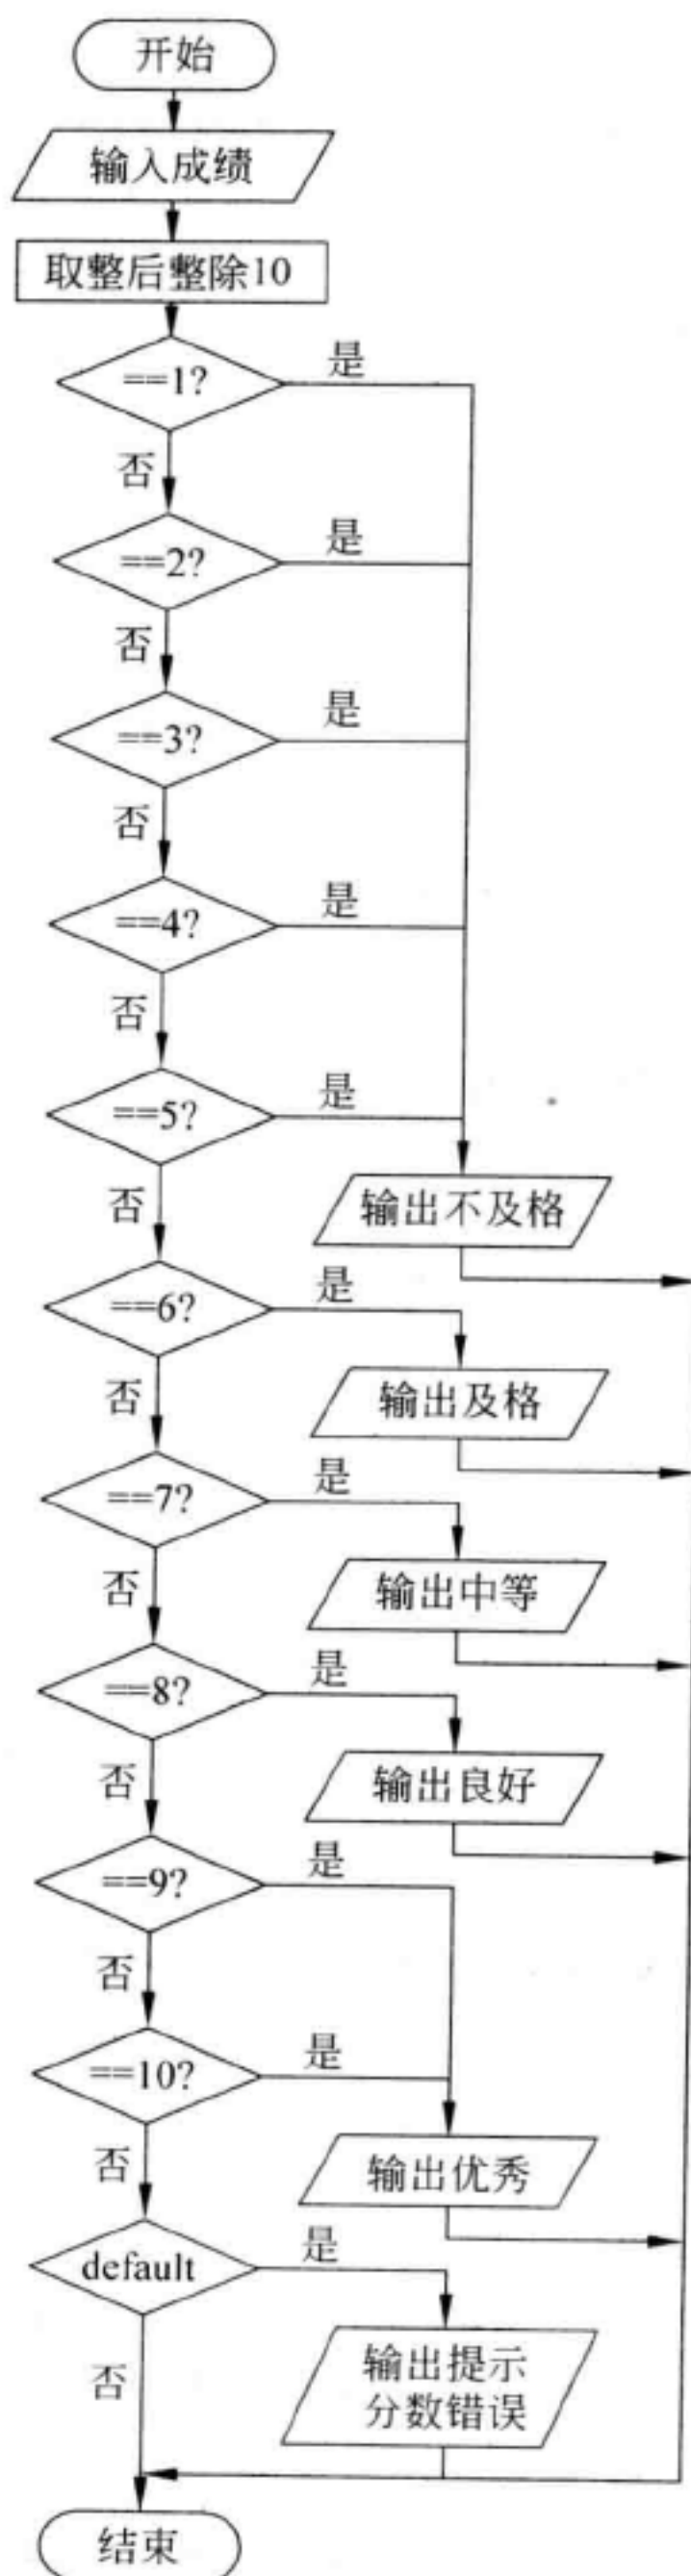 开始
输入成绩
取整后整除10
==1?
是
否
==2?
是
否
==3?
是
否
==4?
是
否
==5?
是
否
输出不及格
==6?
是
否
输出及格
==7?
是
否
输出中等
==8?
是
否
输出良好
==9?
是
否
==10?
是
否
输出优秀
default
是
否
输出提示
分数错误
结束